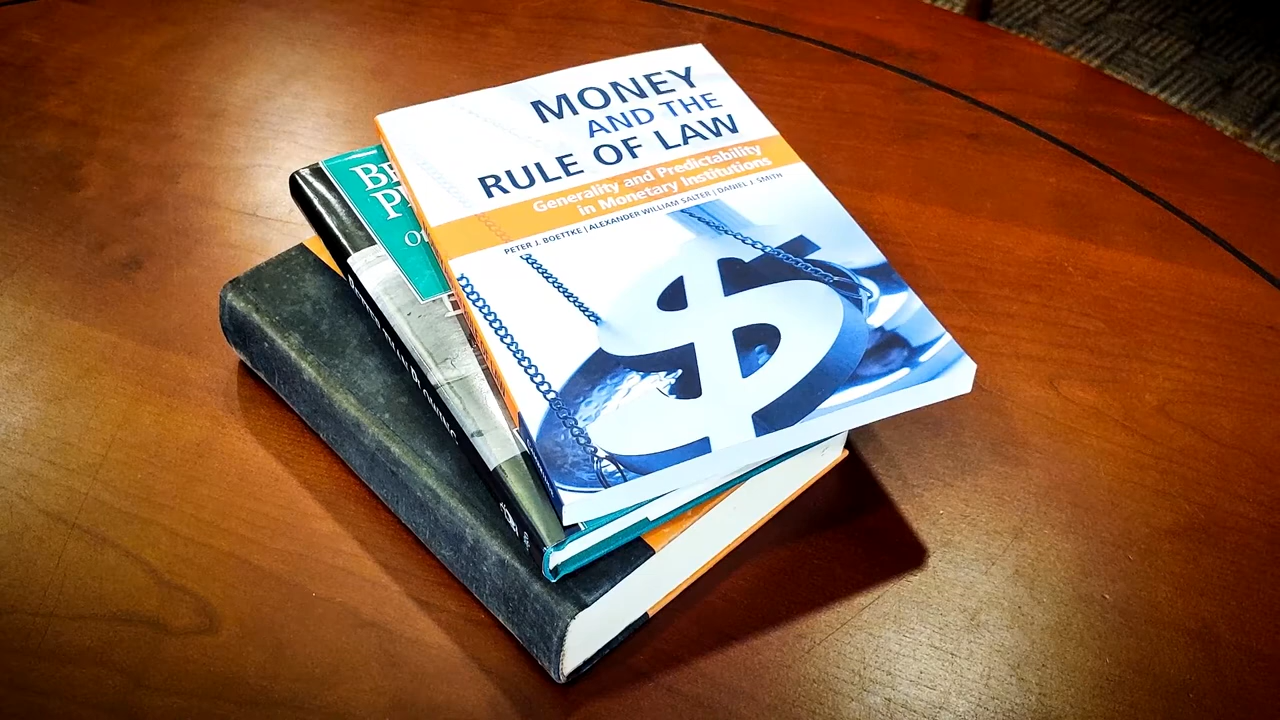 MONEY
AND THE
RULE OF LAW
Generality and Predictability
in Monetary Institutions
PETER J. BOETTKE | ALEXANDER WILLIAM SALTER | DANIEL J. SMITH